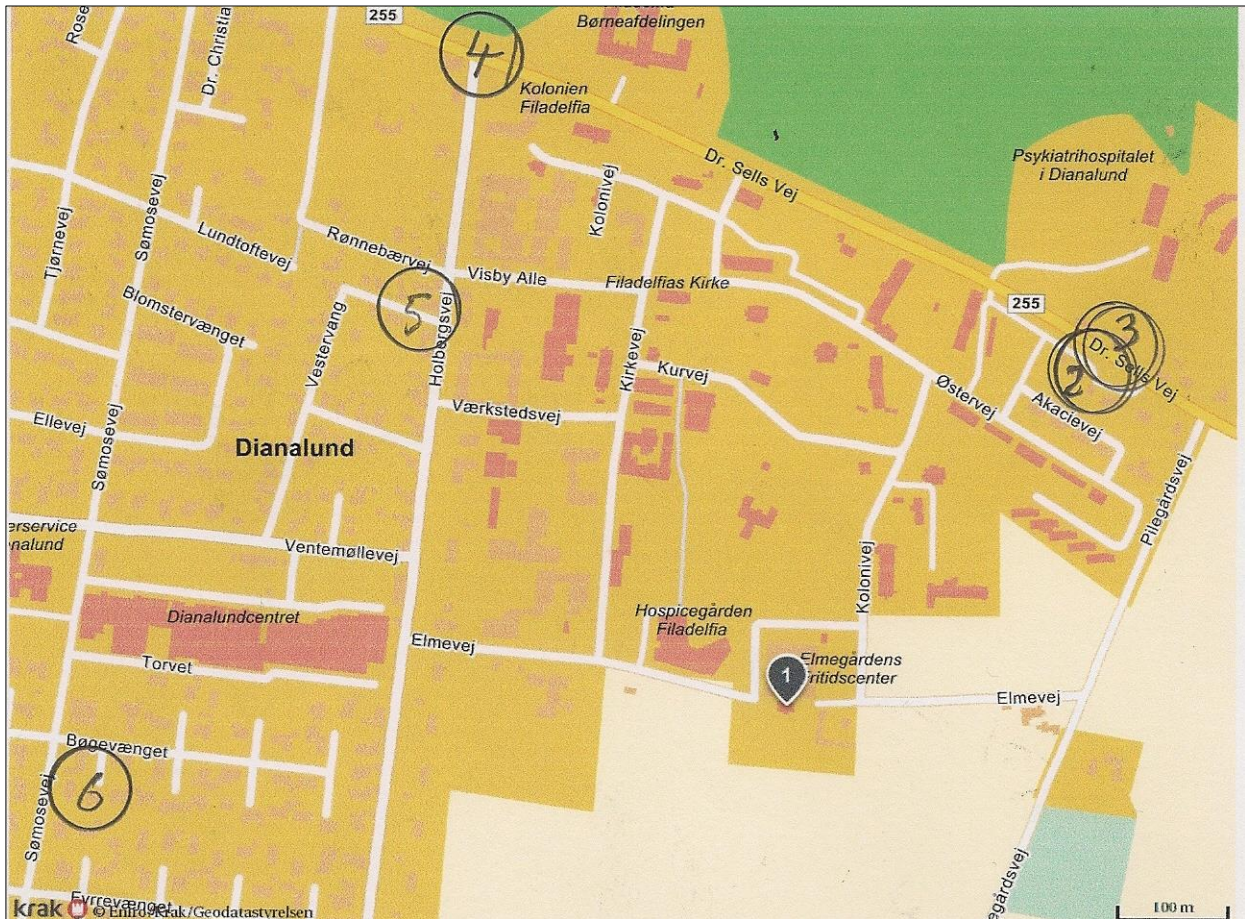 255
Børneafdelingen
4
Kolonien
Filadelfia
Rose
Dr. Christia
Psykiatrihospitalet
i Dianalund
Dr. Sells Vej
Kolonivej
Sømosevej
Tjørnevej
Lundtoftevej
Rønnebærvej
Visby Alle
Filadelfias Kirke
255
5
3
2
Dr. Sells Vej
Blomstervænget
Vestervang
Holbergsvej
Kirkevej
Kurvej
Østervej
Akacievej
Værkstedsvej
Ellevej
Dianalund
Sømosevej
Pilegårdsvej
erservice
enalund
Ventemøllevej
Kolonivej
Dianalundcentret
Hospicegården
Filadelfia
Elmevej
Torvet
1
Elmegårdens
ritidscenter
Elmevej
Bøgevænget
6
Sømosevej
egårdsvej
Fyrrevænget
krak © Eniro/Krak/Geodatastyrelsen
100 m